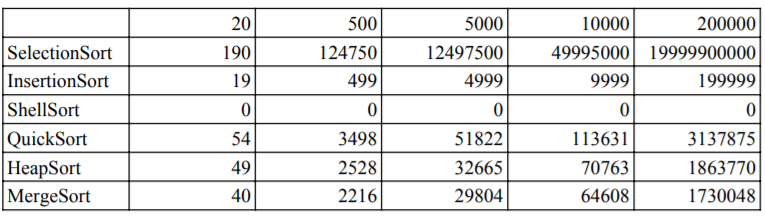 20 500 5000 10000 200000
SelectionSort 190 124750 12497500 49995000 19999900000
InsertionSort 19 499 4999 9999 199999
ShellSort 0 0 0 0 0
QuickSort 54 3498 51822 113631 3137875
HeapSort 49 2528 32665 70763 1863770
MergeSort 40 2216 29804 64608 1730048